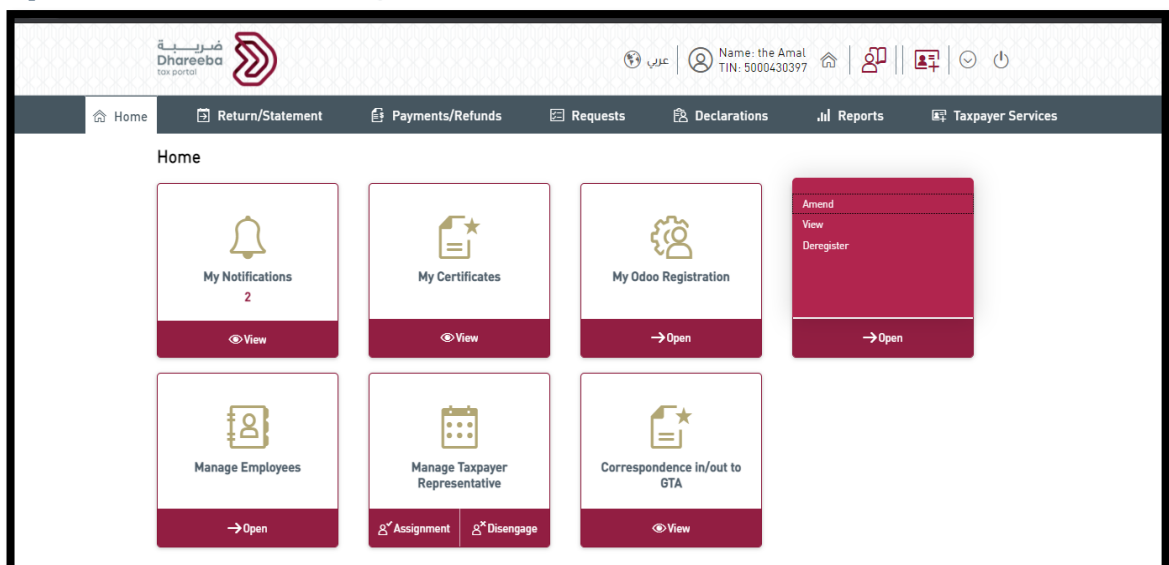 ضريبة
Dhareeba
tax portal
عربي
Name: the Amal
TIN: 5000430397
Home
Return/Statement
Payments/Refunds
Requests
Declarations
Reports
Taxpayer Services
Home
My Notifications
2
View
My Certificates
View
My Odoo Registration
Open
Amend
View
Deregister
Open
Manage Employees
Open
Manage Taxpayer
Representative
Assignment
Disengage
Correspondence in/out to
GTA
View